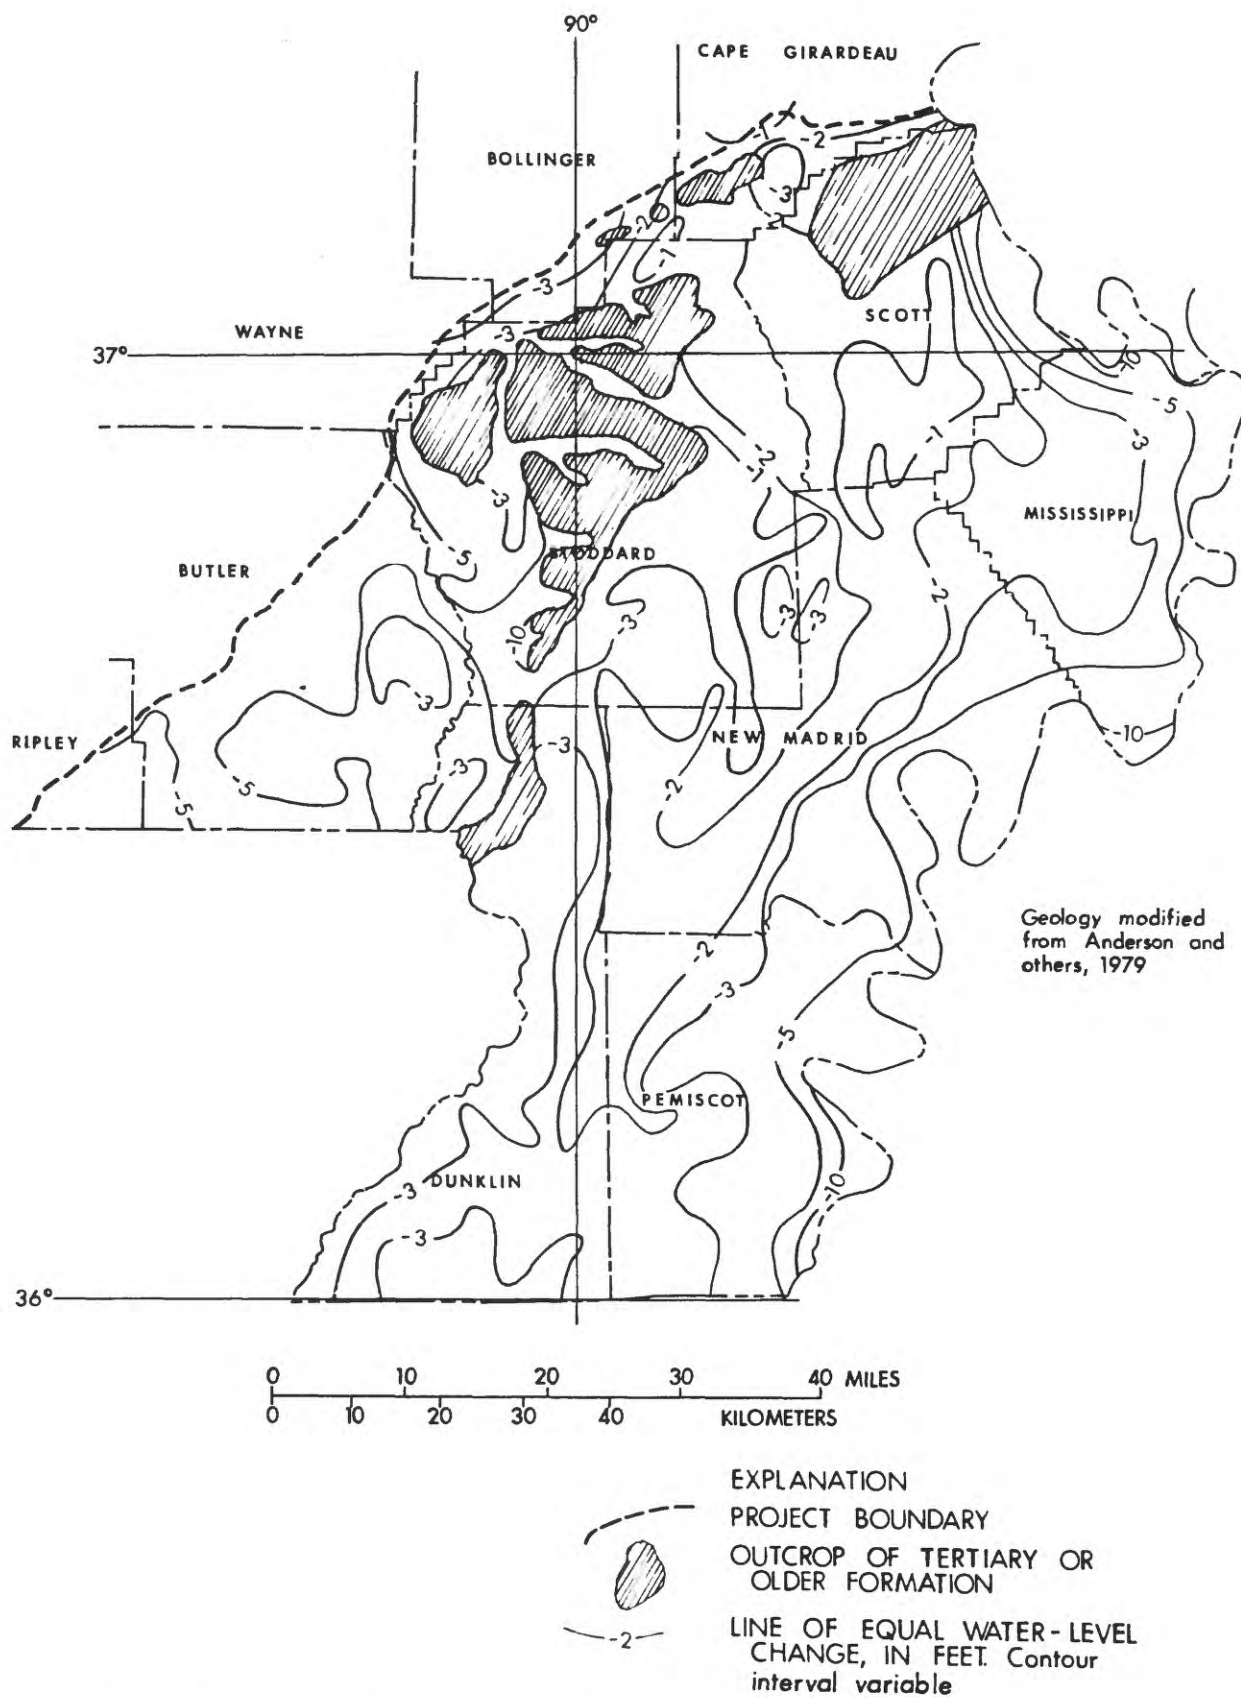 90°
CAPE GIRARDEAU
-2
BOLLINGER
-3
-2
-2
-1
-3
SCOTT
WAYNE
-3
37°
-10
-5
-2
-1
-3
-1
-3
MISSISSIPPI
STODDARD
-5
BUTLER
-2
-3
-3
-3
-10
-3
RIPLEY
NEW MADRID
-10
-3
-3
-5
-2
-5
Geology modified
from Anderson and
others, 1979
-2
-3
-5
PEMISCOT
DUNKLIN
-3
-10
-3
36°
0 10 20 30 40 MILES
0 10 20 30 40 KILOMETERS
EXPLANATION
PROJECT BOUNDARY
OUTCROP OF TERTIARY OR
OLDER FORMATION
-2
LINE OF EQUAL WATER-LEVEL
CHANGE, IN FEET. Contour
interval variable